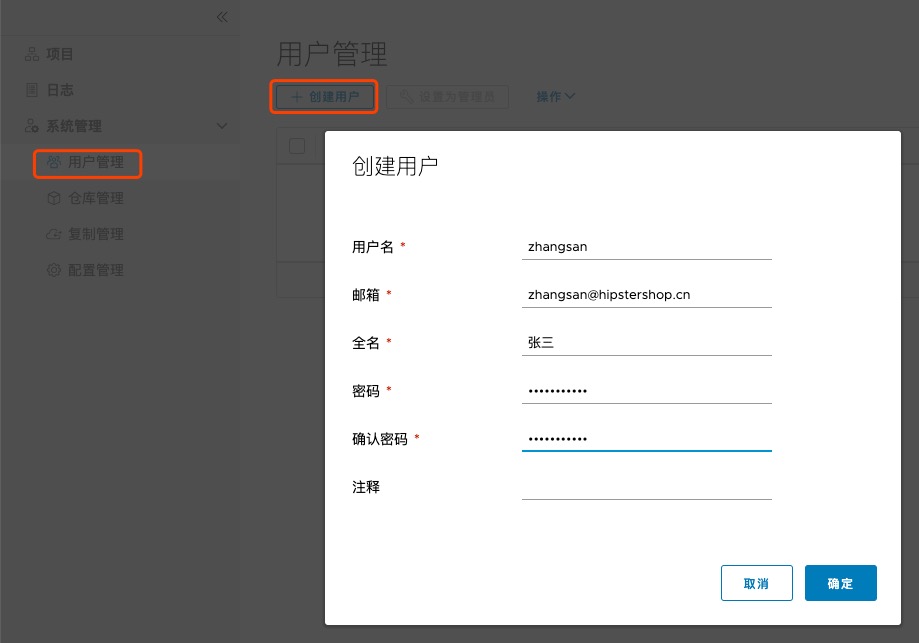 项目
日志
系统管理
用户管理
仓库管理
复制管理
配置管理
用户管理
+ 创建用户
设置为管理员
操作
创建用户
用户名 *
zhangsan
邮箱 *
zhangsan@hipstershop.cn
全名 *
张三
密码 *
•••••••••••
确认密码 *
•••••••••••
注释
取消
确定